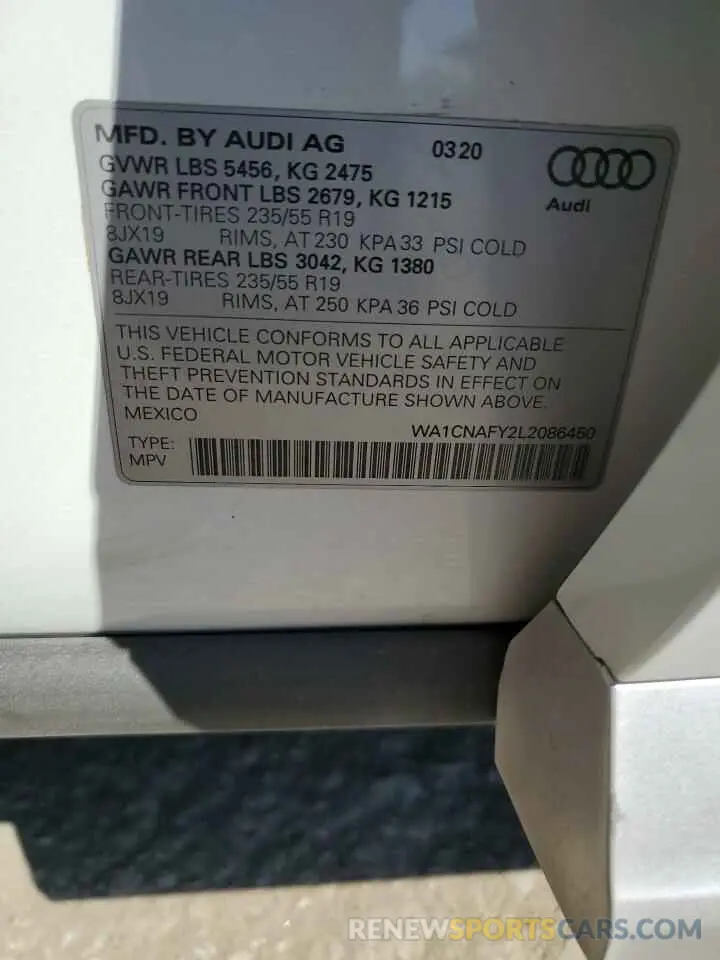 MFD. BY AUDI AG 0320
GVWR LBS 5456, KG 2475
GAWR FRONT LBS 2679, KG 1215
FRONT-TIRES 235/55 R19
8JX19 RIMS, AT 230 KPA 33 PSI COLD
GAWR REAR LBS 3042, KG 1380
REAR-TIRES 235/55 R19
8JX19 RIMS, AT 250 KPA 36 PSI COLD
Audi
THIS VEHICLE CONFORMS TO ALL APPLICABLE
U.S. FEDERAL MOTOR VEHICLE SAFETY AND
THEFT PREVENTION STANDARDS IN EFFECT ON
THE DATE OF MANUFACTURE SHOWN ABOVE.
MEXICO
WA1CNAFY2L2086450
TYPE:
MPV
RENEWSPORTSCARS.COM